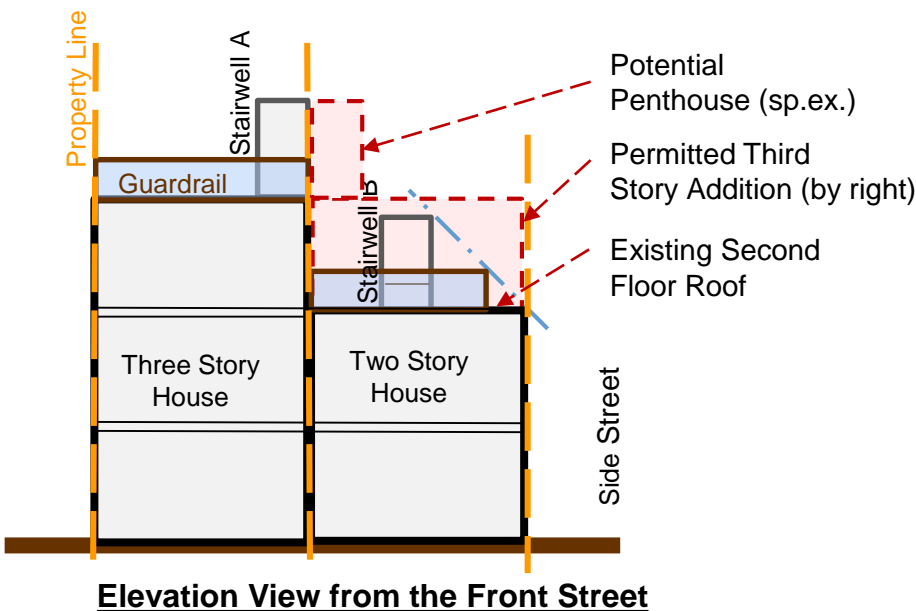 Property Line
Stairwell A
Potential
Penthouse (sp.ex.)
Permitted Third
Story Addition (by right)
Guardrail
Stairwell B
Existing Second
Floor Roof
Three Story
House
Two Story
House
Side Street
Elevation View from the Front Street